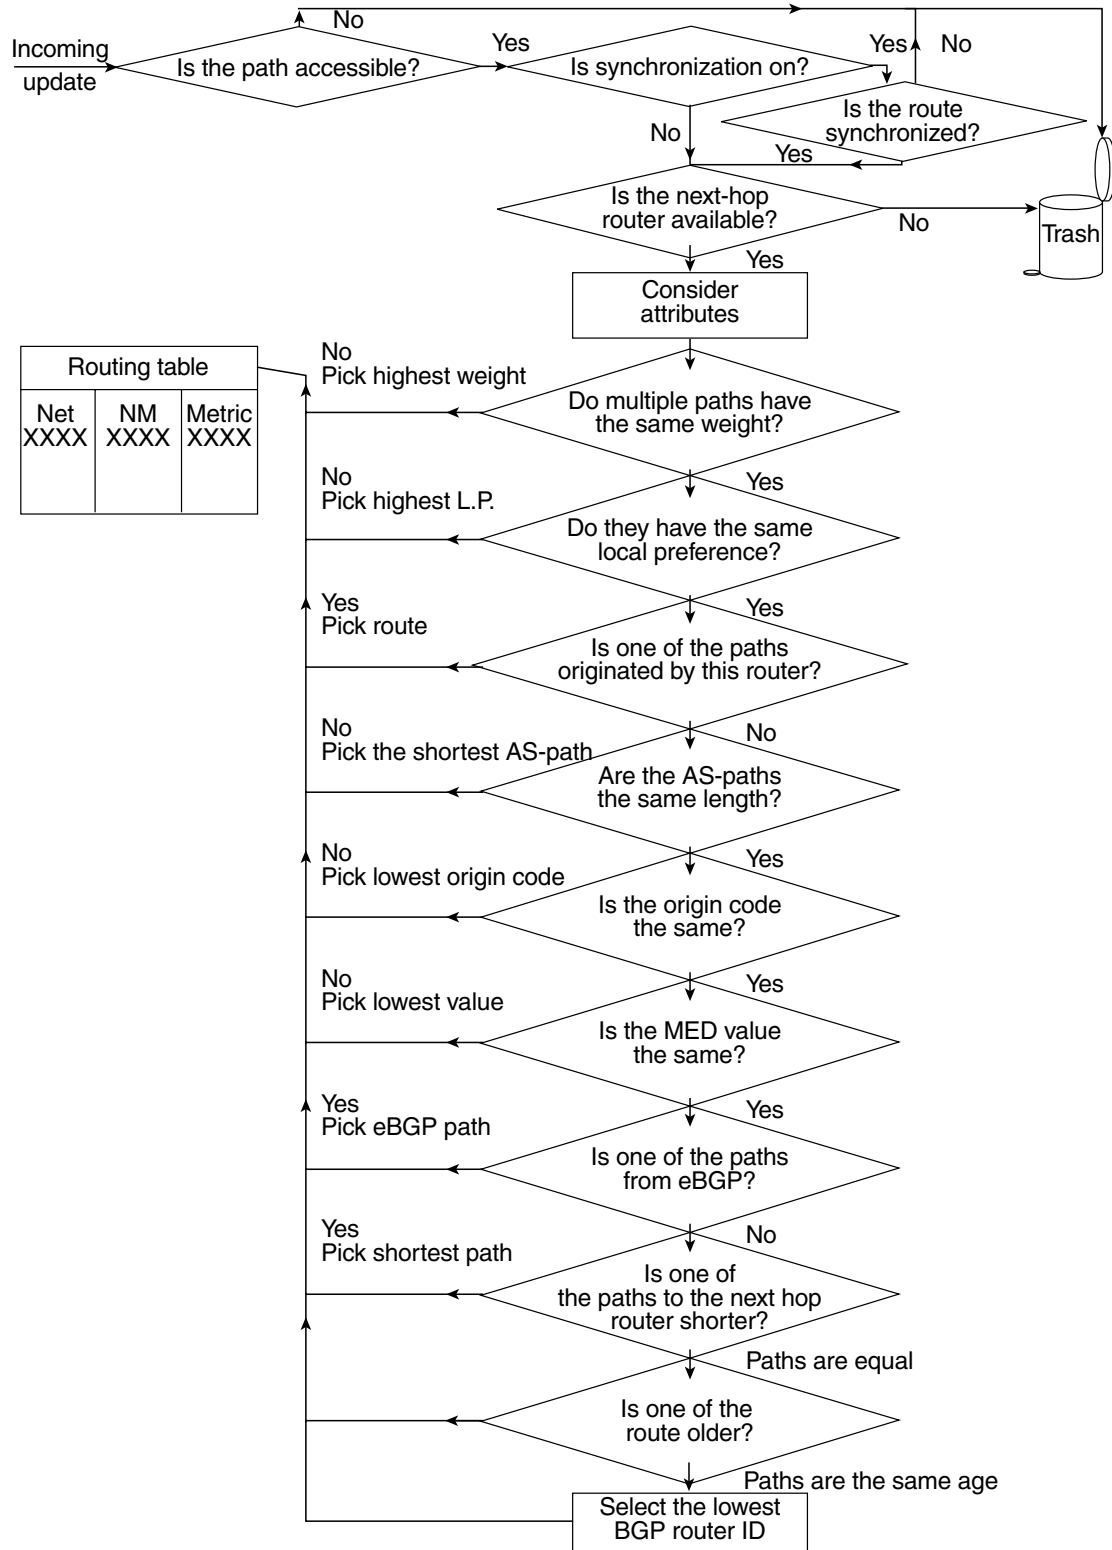 No
Incoming
update
Is the path accessible?
Yes
Is synchronization on?
Yes
No
Is the route
synchronized?
No
Yes
Is the next-hop
router available?
No
Trash
Yes
Consider
attributes
Routing table
Net
XXXX
NM
XXXX
Metric
XXXX
No
Pick highest weight
Do multiple paths have
the same weight?
Yes
No
Pick highest L.P.
Do they have the same
local preference?
Yes
Yes
Pick route
Is one of the paths
originated by this router?
No
No
Pick the shortest AS-path
Are the AS-paths
the same length?
Yes
No
Pick lowest origin code
Is the origin code
the same?
Yes
No
Pick lowest value
Is the MED value
the same?
Yes
Yes
Pick eBGP path
Is one of the paths
from eBGP?
No
Yes
Pick shortest path
Is one of
the paths to the next hop
router shorter?
Paths are equal
Is one of the
route older?
Paths are the same age
Select the lowest
BGP router ID